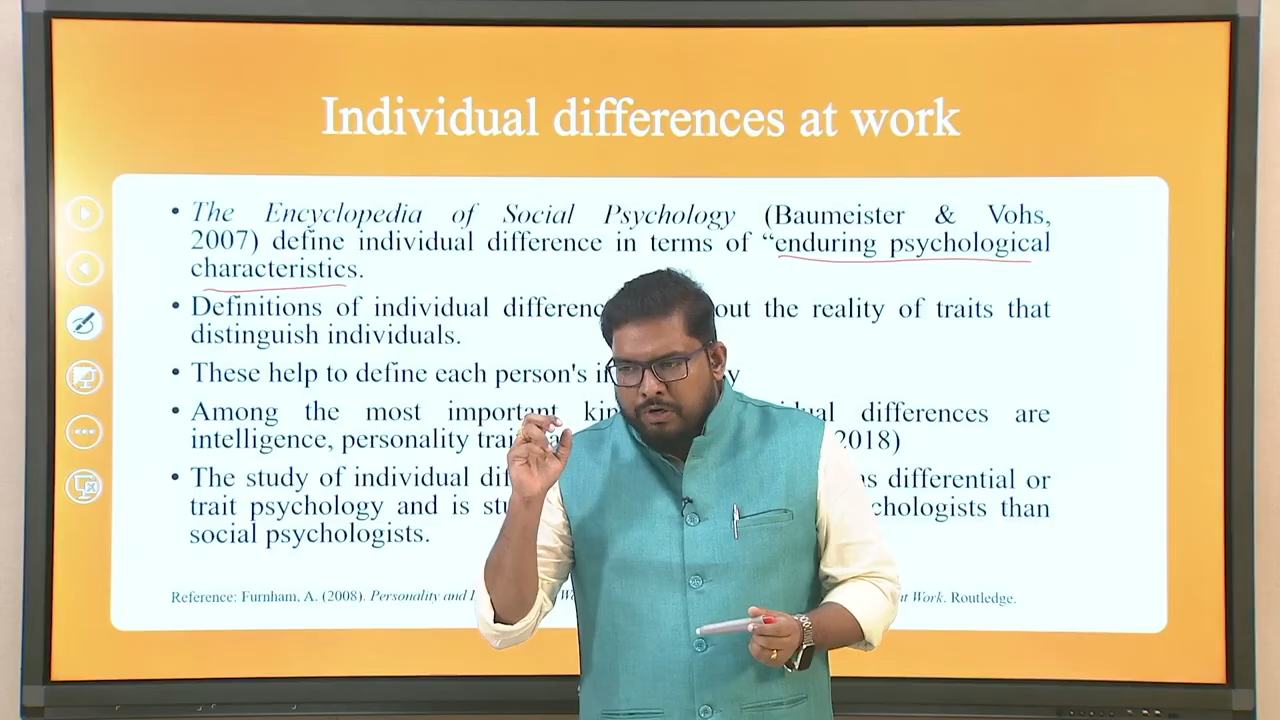 Individual differences at work
• The Encyclopedia of Social Psychology (Baumeister & Vohs,
2007) define individual difference in terms of “enduring psychological
characteristics.
• Definitions of individual out the reality of traits that
distinguish individuals.
• These help to define each person's
• Among the most important differences are
intelligence, personality 2018)
• The study of individual differential or
trait psychology and is than
social psychologists.
Reference: Furnham, A. (2008). Personality and Work. Routledge.